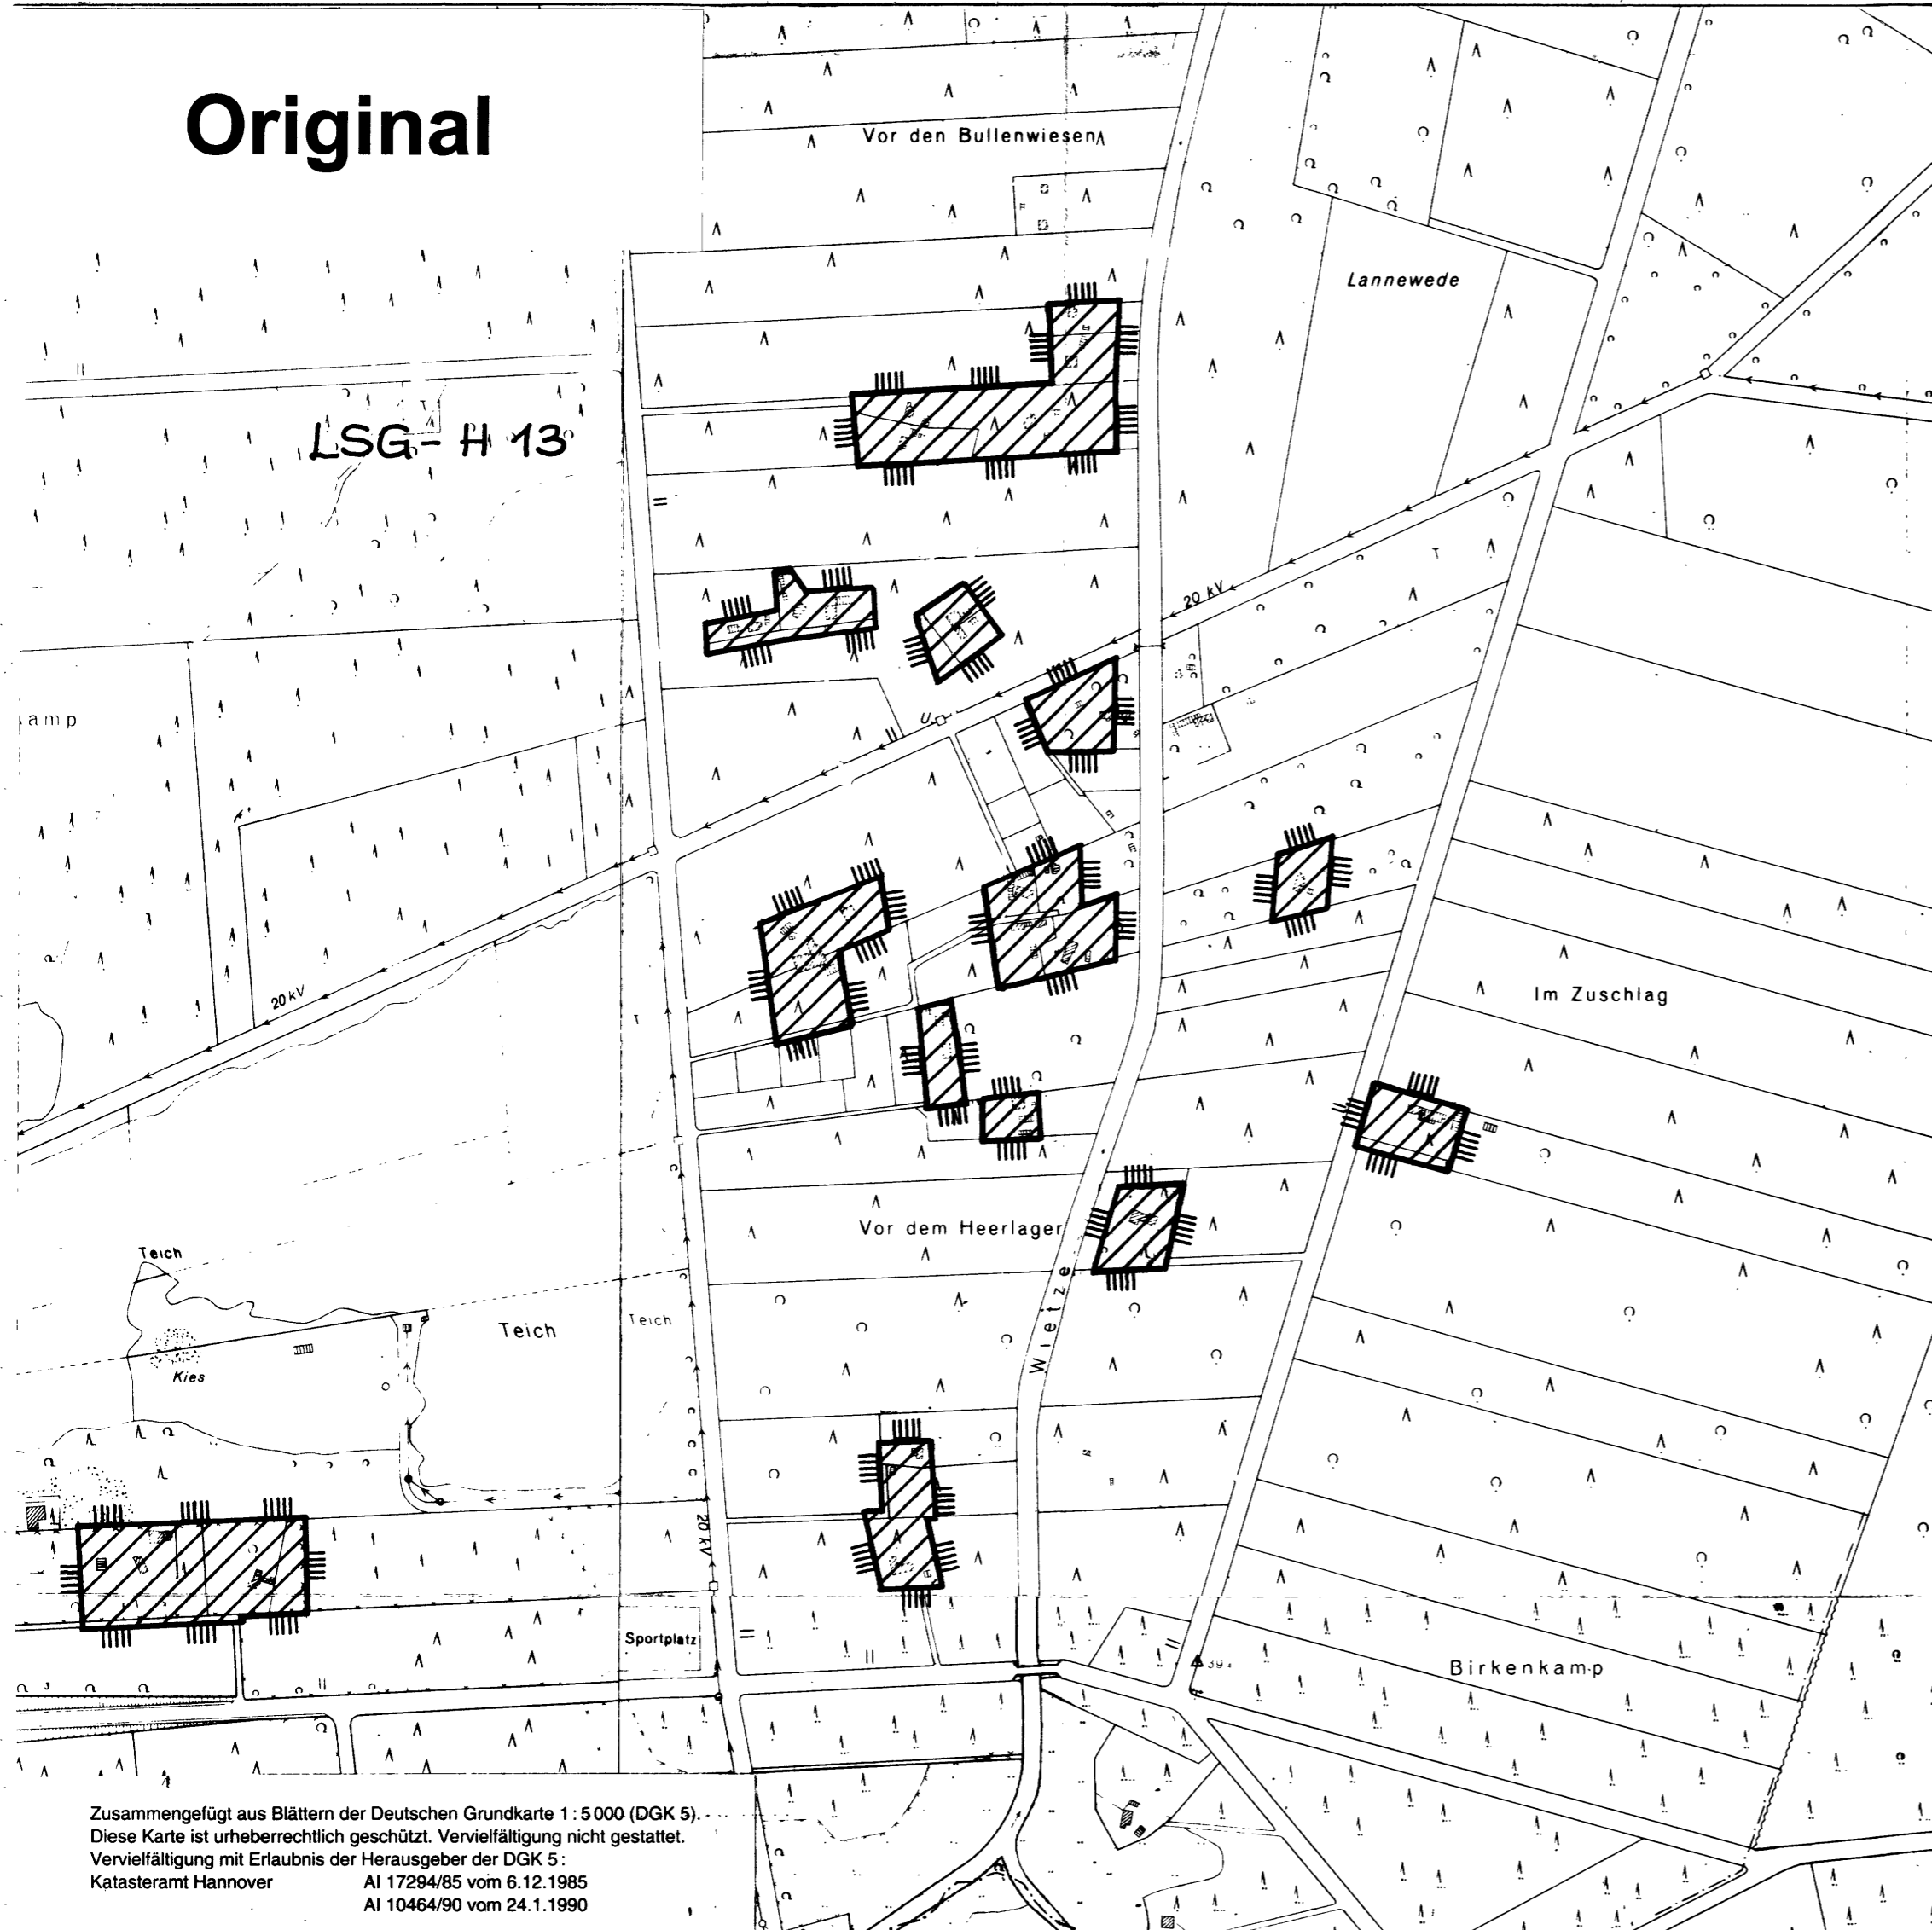 Original
Vor den Bullenwiesen
Lannewede
LSG-H 13
20 kV
amp
20 kV
Im Zuschlag
Vor dem Heerlager
Wietze
Teich
Teich
Teich
Kies
20 kV
Sportplatz
Birkenkamp
Zusammengefügt aus Blättern der Deutschen Grundkarte 1:5000 (DGK 5).
Diese Karte ist urheberrechtlich geschützt. Vervielfältigung nicht gestattet.
Vervielfältigung mit Erlaubnis der Herausgeber der DGK 5:
Katasteramt Hannover AI 17294/85 vom 6.12.1985
AI 10464/90 vom 24.1.1990